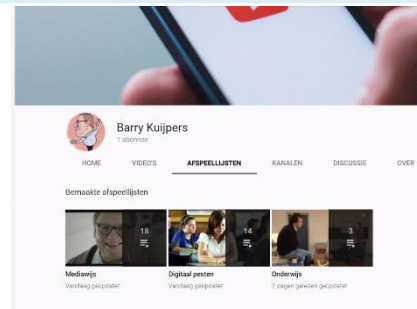 Barry Kuijpers
1 abonnee
HOME VIDEO'S AFSPEELLIJSTEN KANALEN DISCUSSIE OVER
Gemaakte afspeellijsten
18 14 3
Mediawijs Digitaal pesten Onderwijs
Vandaag geüpdatet Vandaag geüpdatet 7 dagen geleden geüpdatet